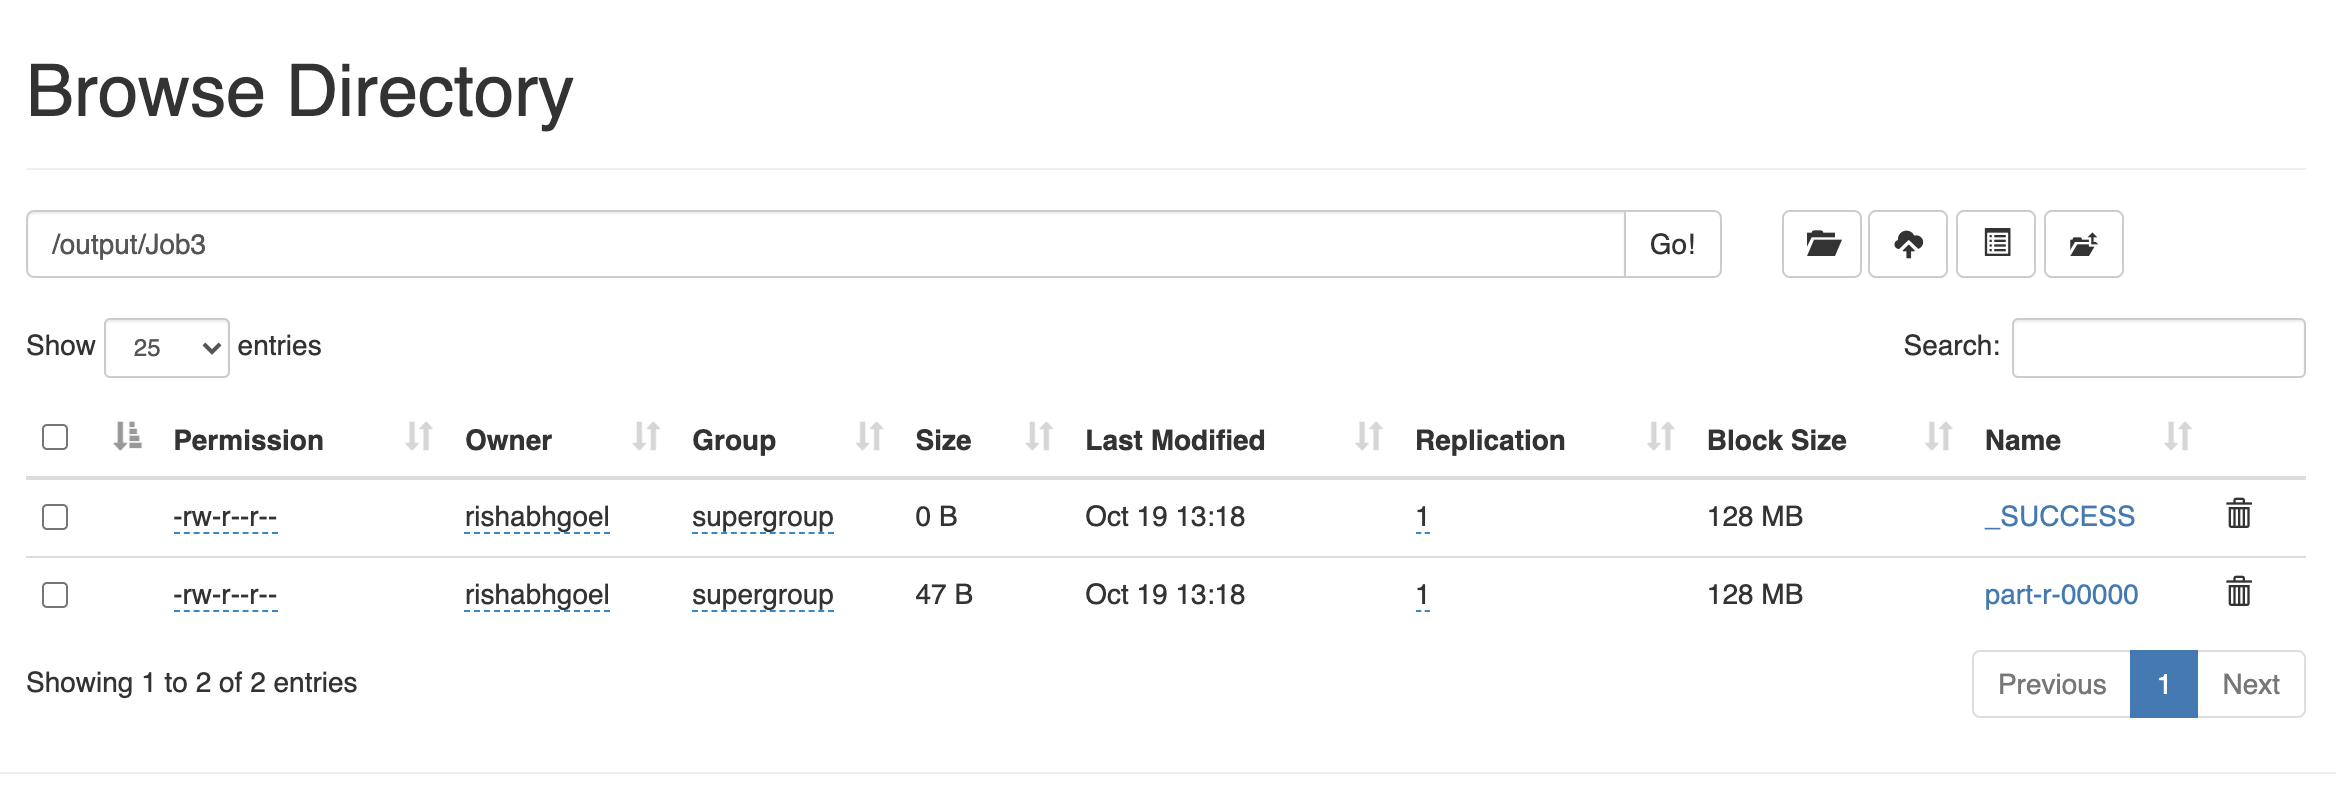 Browse Directory
/output/Job3 Go!
Show 25 entries Search:
Permission Owner Group Size Last Modified Replication Block Size Name
-rw-r--r-- rishabhgoel supergroup 0 B Oct 19 13:18 1 128 MB _SUCCESS
-rw-r--r-- rishabhgoel supergroup 47 B Oct 19 13:18 1 128 MB part-r-00000
Showing 1 to 2 of 2 entries Previous 1 Next